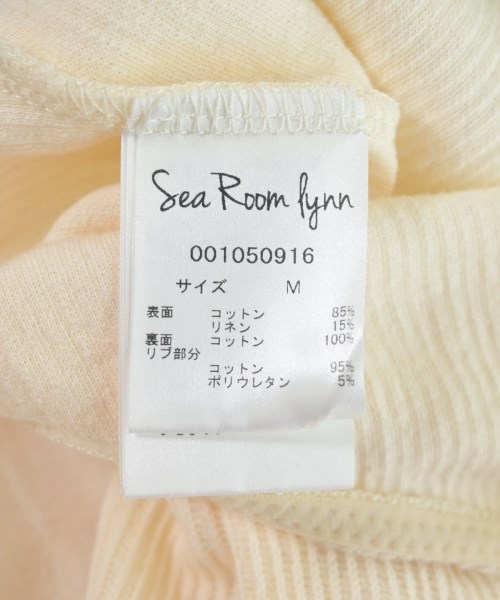 Sea Room lynn
001050916
サイズ M
表面 コットン 85%
リネン 15%
裏面 コットン 100%
リブ部分
コットン 95%
ポリウレタン 5%